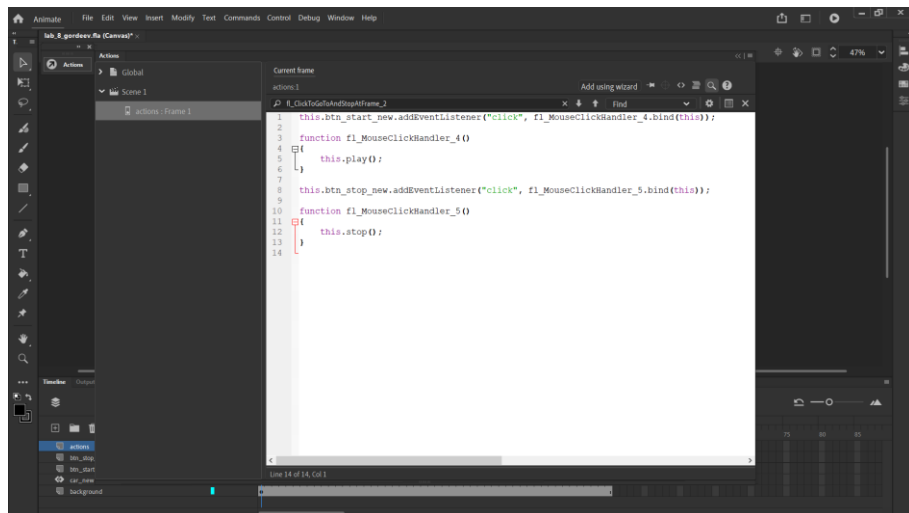 Animate File Edit View Insert Modify Text Commands Control Debug Window Help
lab_8_gordeev.fla (Canvas)*
Actions
Actions
Global
Scene 1
actions : Frame 1
Current frame
actions:1
Add using wizard
47%
fl_ClickToGoToAndStopAtFrame_2
Find
1 this.btn_start_new.addEventListener("click", fl_MouseClickHandler_4.bind(this));
2
3 function fl_MouseClickHandler_4()
4 {
5 this.play();
6 }
7
8 this.btn_stop_new.addEventListener("click", fl_MouseClickHandler_5.bind(this));
9
10 function fl_MouseClickHandler_5()
11 {
12 this.stop();
13 }
14
Line 14 of 14, Col 1
Timeline Output
75 80 85
actions
btn_stop
btn_start
car_new
background